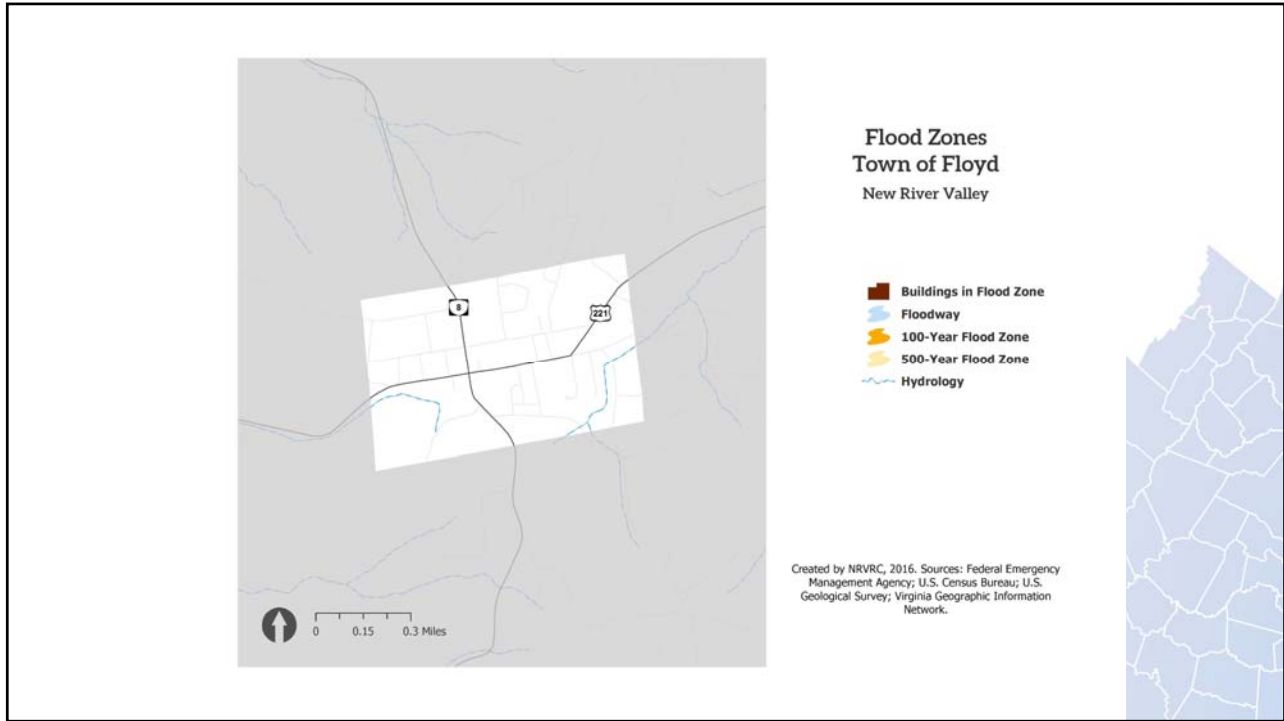 Flood Zones
Town of Floyd
New River Valley
8
221
Buildings in Flood Zone
Floodway
100-Year Flood Zone
500-Year Flood Zone
Hydrology
Created by NRVRC, 2016. Sources: Federal Emergency
Management Agency; U.S. Census Bureau; U.S.
Geological Survey; Virginia Geographic Information
Network.
0 0.15 0.3 Miles